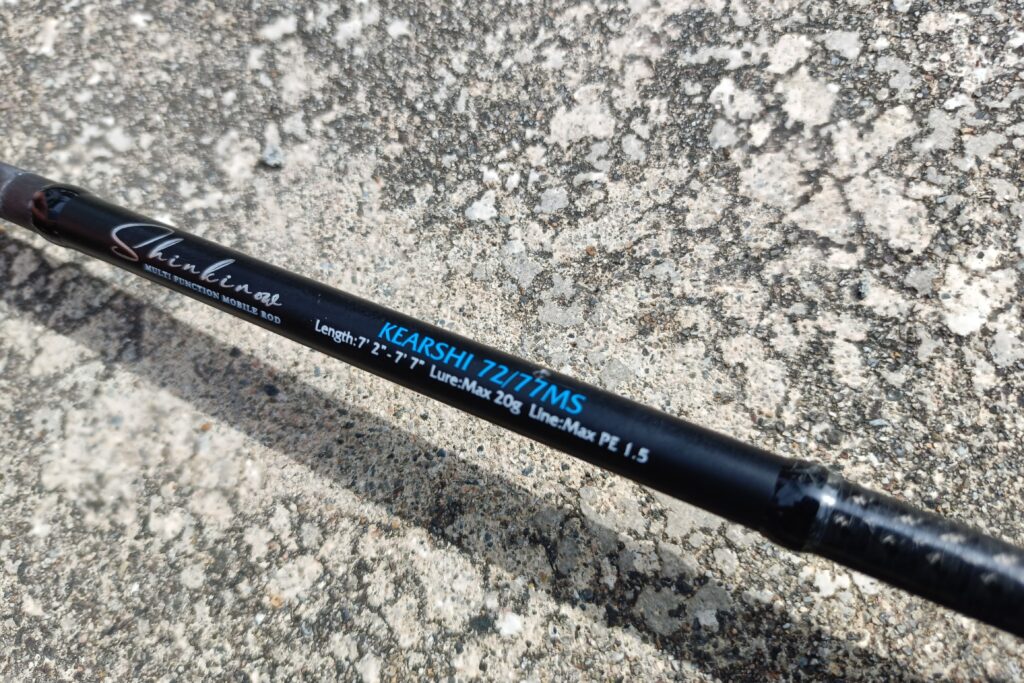 Shinkinow
MULTI FUNCTION MOBILE ROD
KEARSHI 72/77MS
Length:7' 2"-7' 7" Lure:Max 20g Line:Max PE 1.5